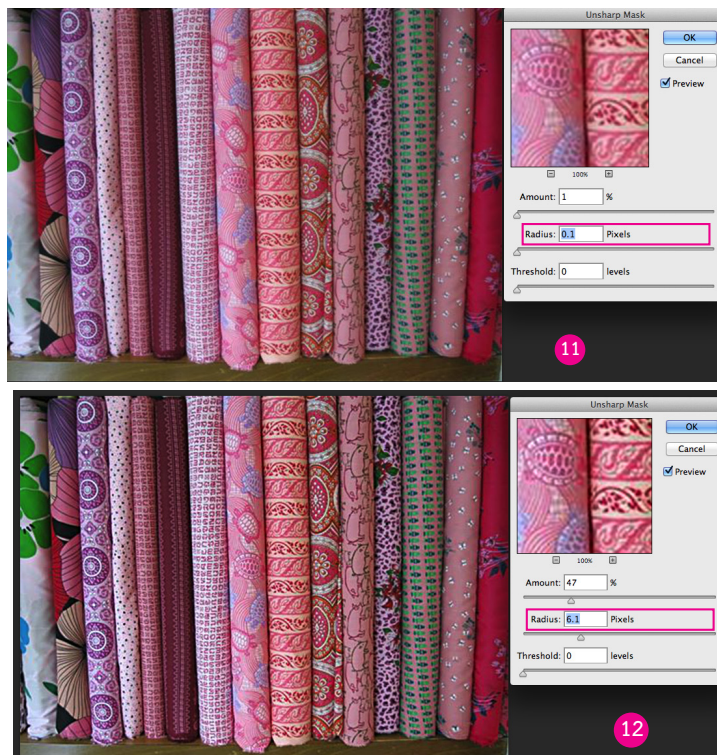 Unsharp Mask
OK
Cancel
Preview
100%
Amount: 1 %
Radius: 0.1 Pixels
Threshold: 0 levels
11
Unsharp Mask
OK
Cancel
Preview
100%
Amount: 47 %
Radius: 6.1 Pixels
Threshold: 0 levels
12